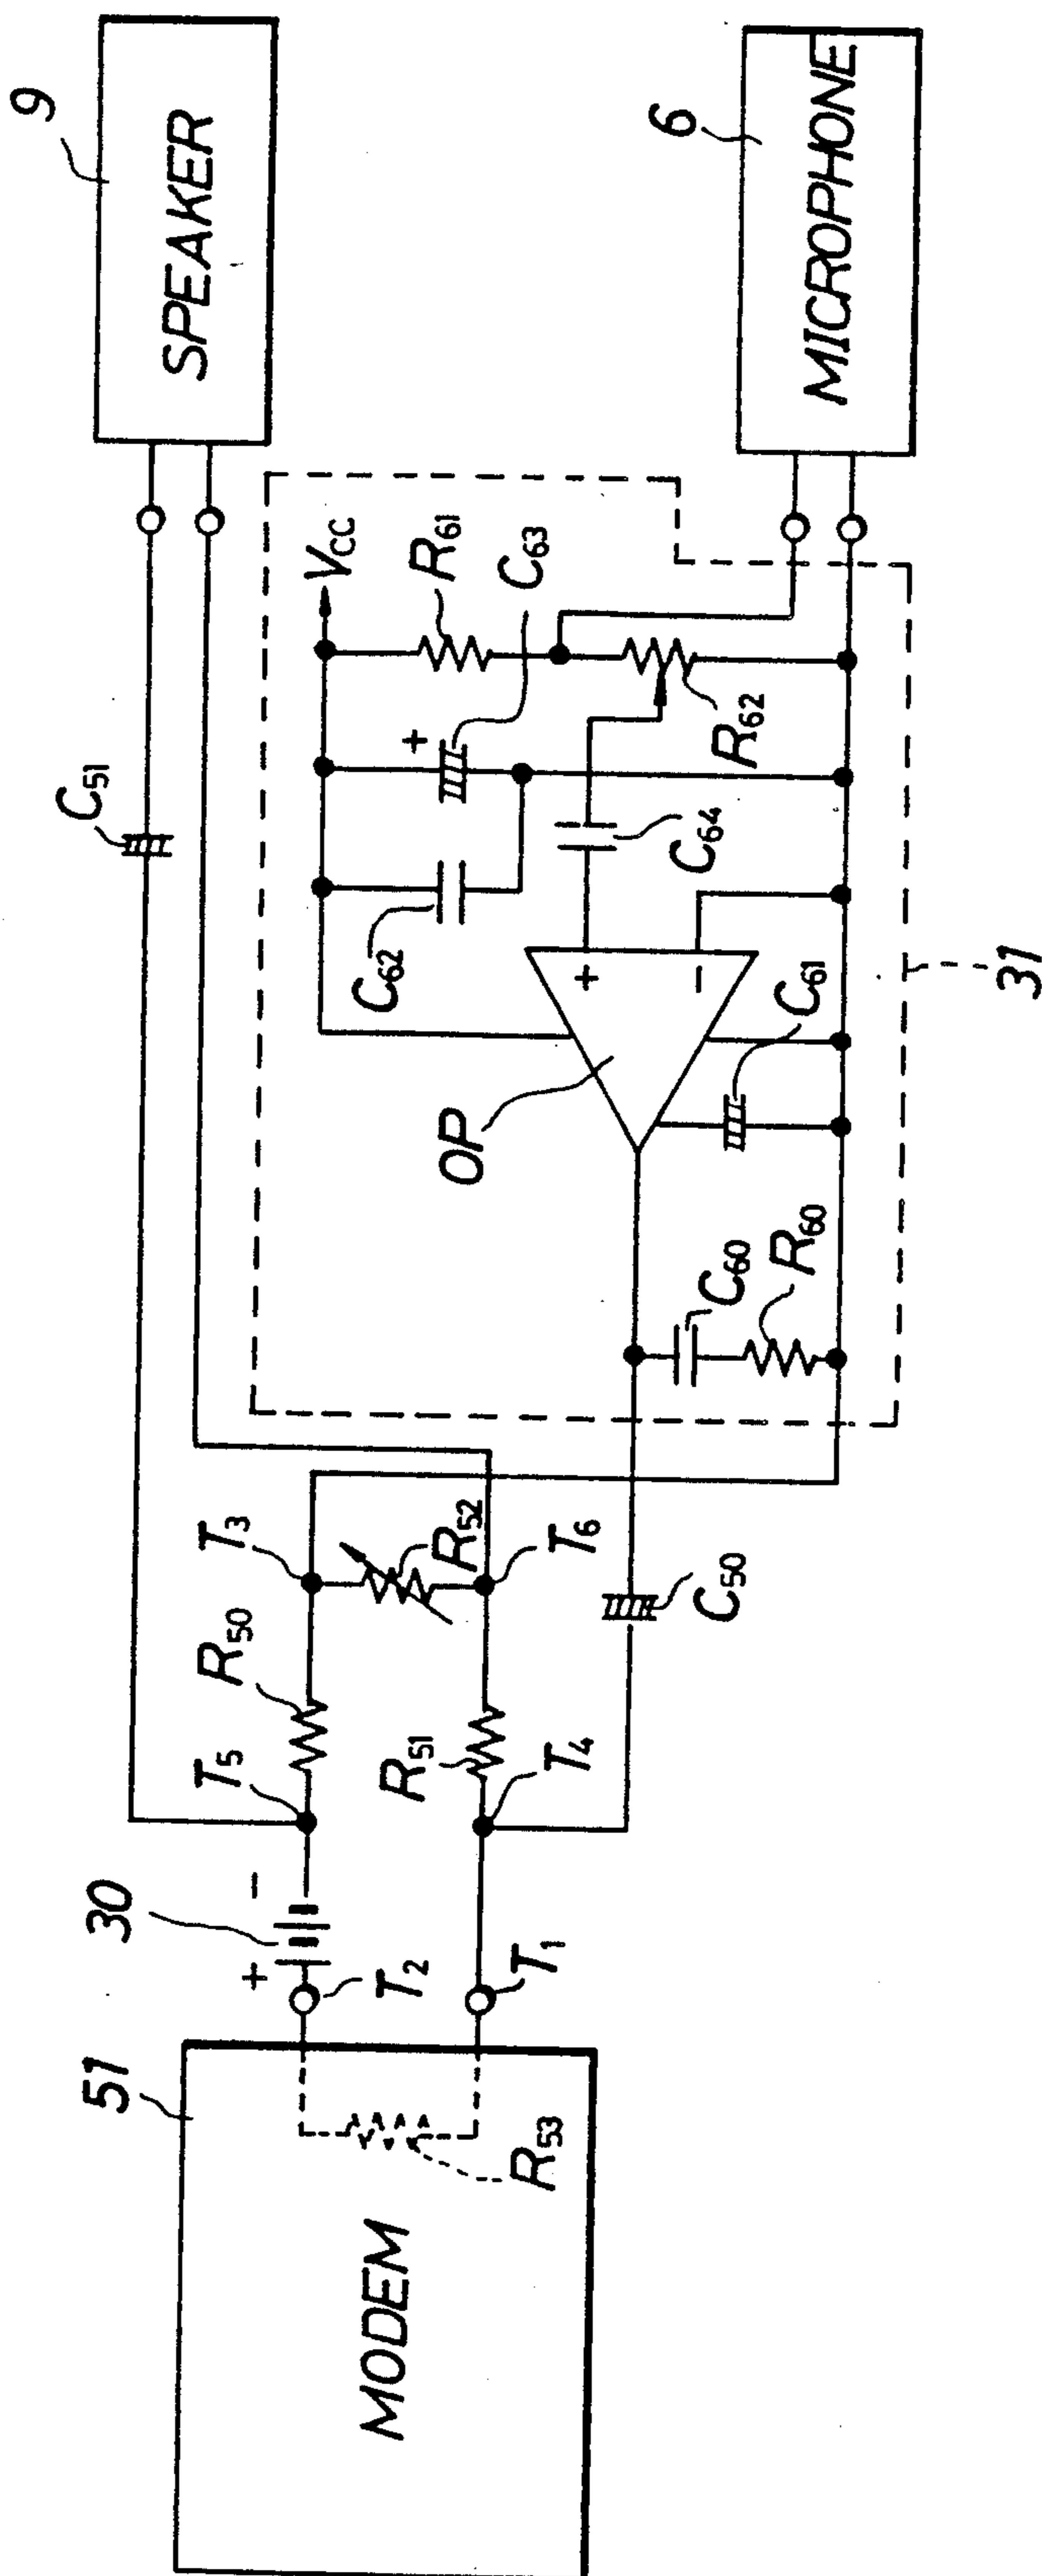 9
SPEAKER
6
MICROPHONE
C51
VCC
R61
C63
+
R62
C64
C62
+
−
C61
OP
31
C60
R60
T3
R52
T6
C50
R50
R51
T5
T4
30
−
+
T2
T1
51
R53
MODEM